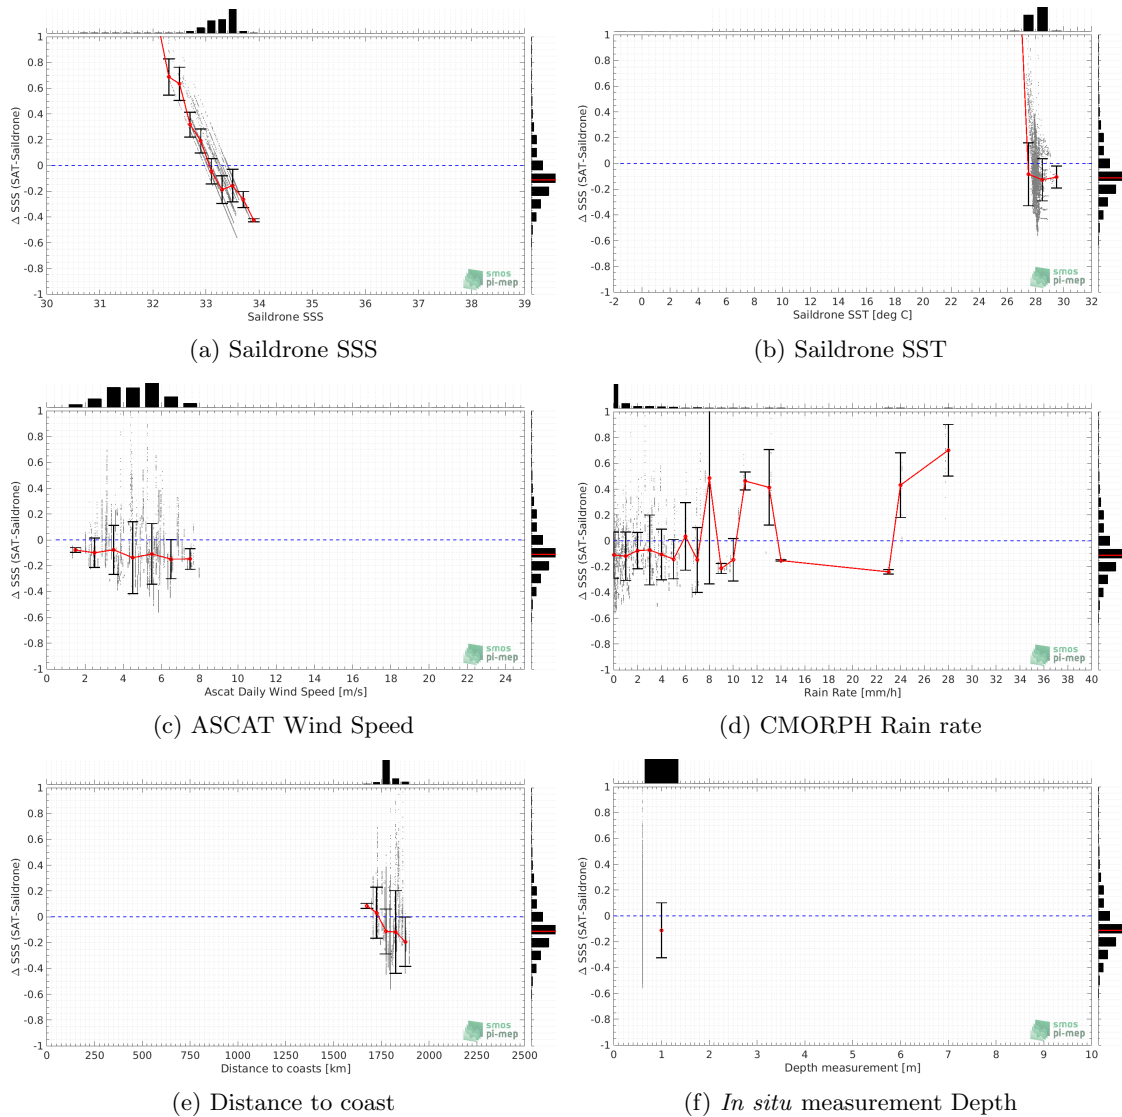 Δ SSS (SAT-Saildrone)
1
0.8
0.6
0.4
0.2
0
-0.2
-0.4
-0.6
-0.8
-1
30 31 32 33 34 35 36 37 38 39
Saildrone SSS
smos
pi-mep
(a) Saildrone SSS
Δ SSS (SAT-Saildrone)
1
0.8
0.6
0.4
0.2
0
-0.2
-0.4
-0.6
-0.8
-1
-2 0 2 4 6 8 10 12 14 16 18 20 22 24 26 28 30 32
Saildrone SST [deg C]
smos
pi-mep
(b) Saildrone SST
Δ SSS (SAT-Saildrone)
1
0.8
0.6
0.4
0.2
0
-0.2
-0.4
-0.6
-0.8
-1
0 2 4 6 8 10 12 14 16 18 20 22 24
Ascat Daily Wind Speed [m/s]
smos
pi-mep
(c) ASCAT Wind Speed
Δ SSS (SAT-Saildrone)
1
0.8
0.6
0.4
0.2
0
-0.2
-0.4
-0.6
-0.8
-1
0 2 4 6 8 10 12 14 16 18 20 22 24 26 28 30 32 34 36 38 40
Rain Rate [mm/h]
smos
pi-mep
(d) CMORPH Rain rate
Δ SSS (SAT-Saildrone)
1
0.8
0.6
0.4
0.2
0
-0.2
-0.4
-0.6
-0.8
-1
0 250 500 750 1000 1250 1500 1750 2000 2250 2500
Distance to coasts [km]
smos
pi-mep
(e) Distance to coast
Δ SSS (SAT-Saildrone)
1
0.8
0.6
0.4
0.2
0
-0.2
-0.4
-0.6
-0.8
-1
0 1 2 3 4 5 6 7 8 9 10
Depth measurement [m]
smos
pi-mep
(f) In situ measurement Depth